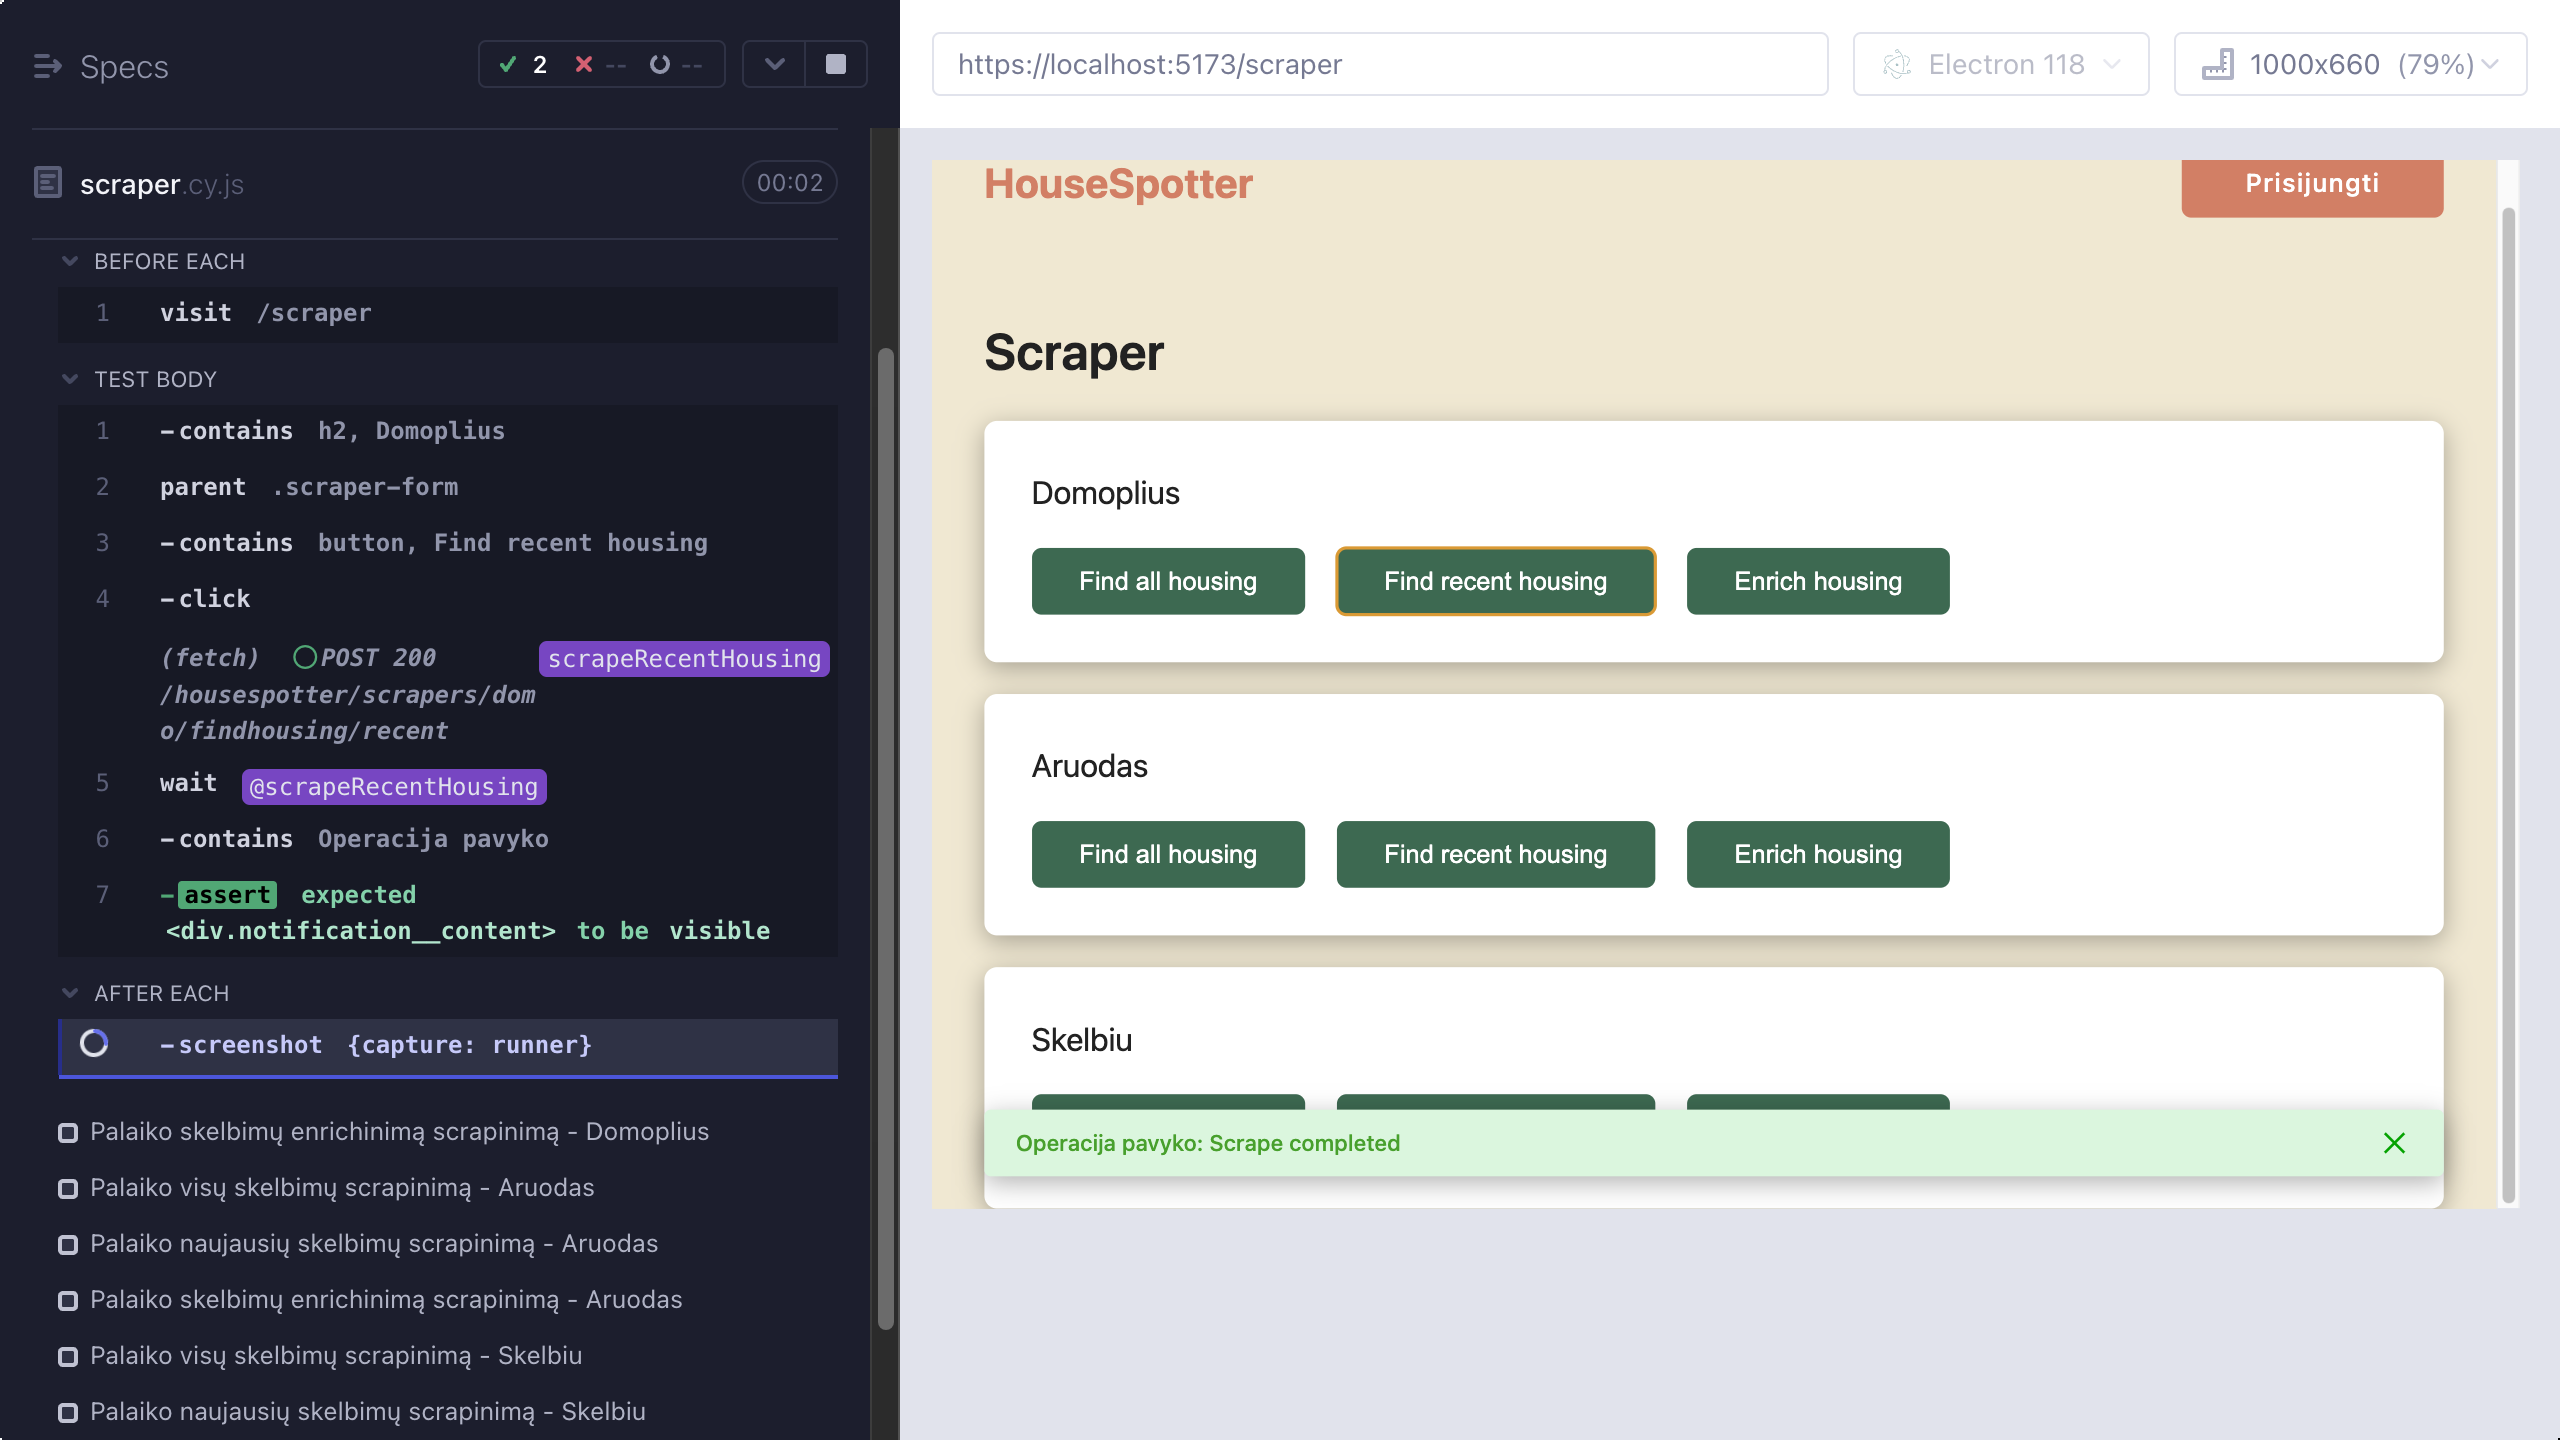 Specs
2 -- --
scraper.cy.js
00:02
BEFORE EACH
1 visit /scraper
TEST BODY
1 -contains h2, Domoplius
2 parent .scraper-form
3 -contains button, Find recent housing
4 -click
(fetch) POST 200 scrapeRecentHousing
/housespotter/scrapers/dom
o/findhousing/recent
5 wait @scrapeRecentHousing
6 -contains Operacija pavyko
7 -assert expected
<div.notification__content> to be visible
AFTER EACH
-screenshot {capture: runner}
Palaiko skelbimų enrichinimą scrapinimą - Domoplius
Palaiko visų skelbimų scrapinimą - Aruodas
Palaiko naujausių skelbimų scrapinimą - Aruodas
Palaiko skelbimų enrichinimą scrapinimą - Aruodas
Palaiko visų skelbimų scrapinimą - Skelbiu
Palaiko naujausių skelbimų scrapinimą - Skelbiu
https://localhost:5173/scraper
Electron 118
1000x660 (79%)
HouseSpotter
Prisijungti
Scraper
Domoplius
Find all housing
Find recent housing
Enrich housing
Aruodas
Find all housing
Find recent housing
Enrich housing
Skelbiu
Operacija pavyko: Scrape completed